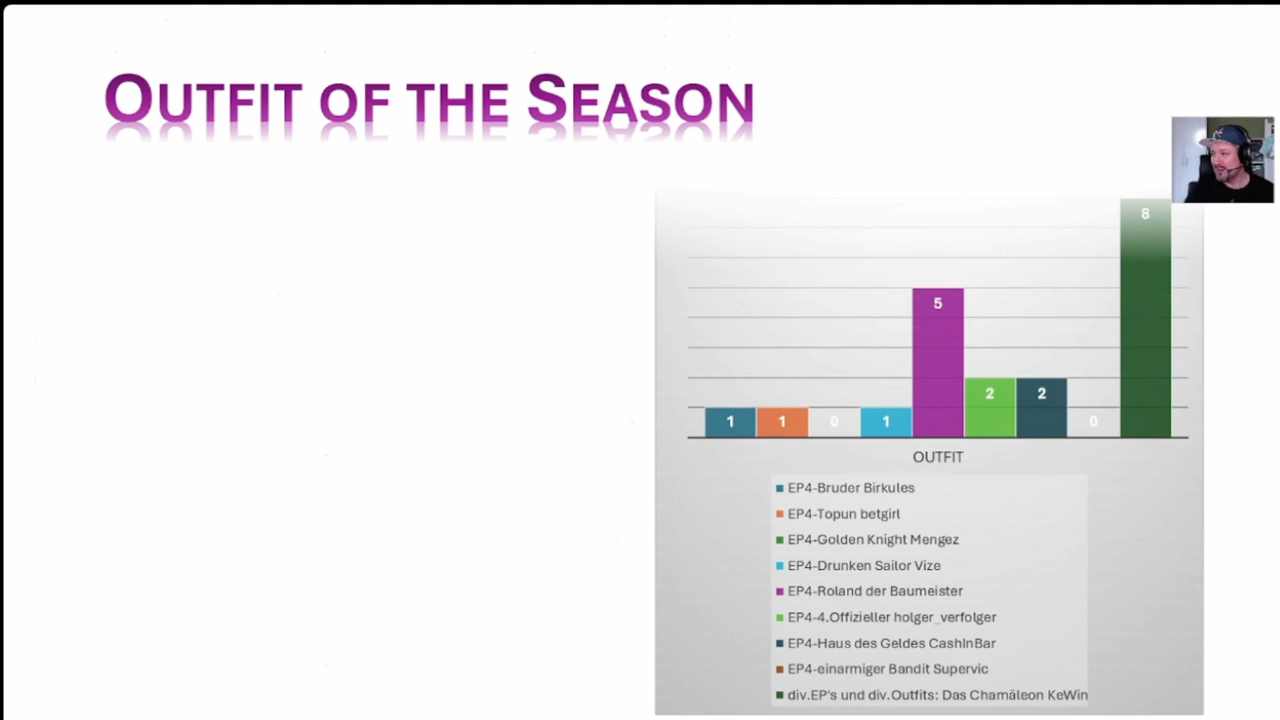 OUTFIT OF THE SEASON
8
5
2 2
1 1 0 1 0
OUTFIT
EP4-Bruder Birkules
EP4-Topun betgirl
EP4-Golden Knight Mengez
EP4-Drunken Sailor Vize
EP4-Roland der Baumeister
EP4-4.Offizieller holger_verfolger
EP4-Haus des Geldes CashInBar
EP4-einarmiger Bandit Supervic
div.EP's und div.Outfits: Das Chamäleon KeWin